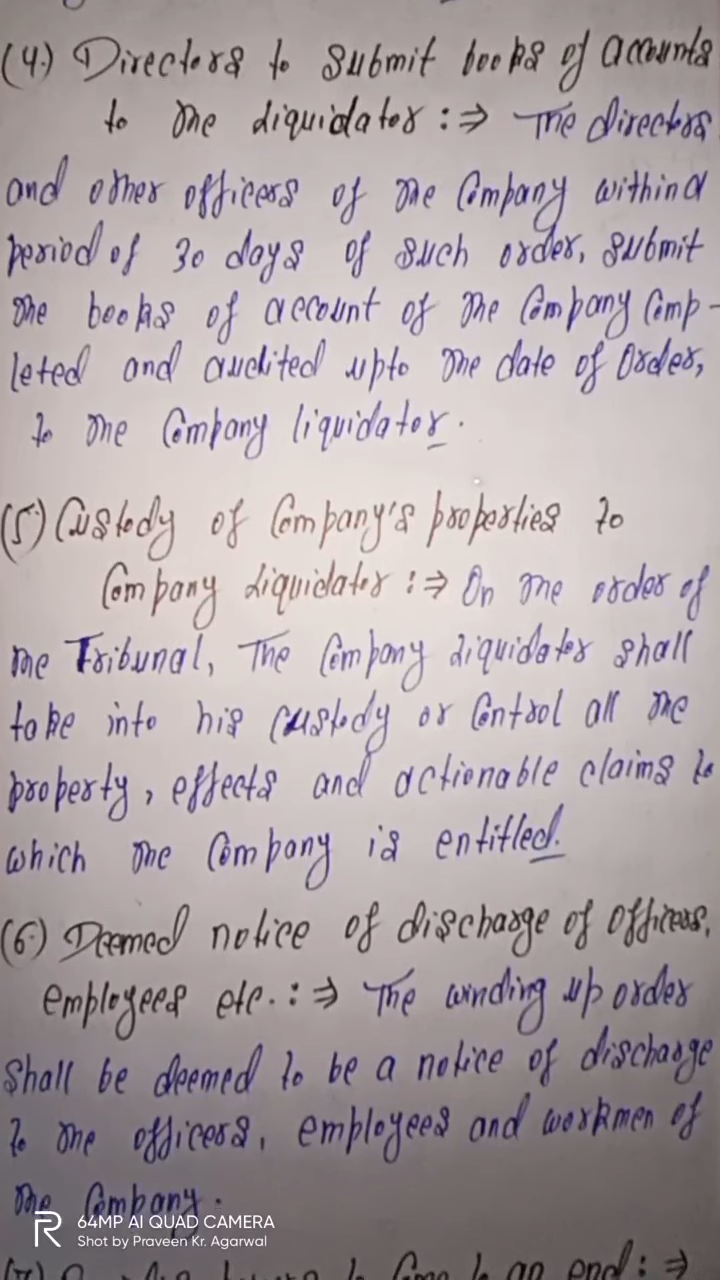 (4.) Directors to submit books of accounts
to the Liquidator :⇒ The directors
and other officers of the Company within a
period of 30 days of such order, submit
the books of account of the Company Comp-
leted and audited upto the date of Order,
to the Company liquidator.
(5) Custody of Company's properties to
Company Liquidator :⇒ On the order of
the Tribunal, The Company Liquidator shall
take into his custody or Control all the
property, effects and actionable claims to
which the Company is entitled.
(6.) Deemed notice of discharge of officers,
employees etc. :⇒ The winding up order
shall be deemed to be a notice of discharge
to the officers, employees and workmen of
the Company.
64MP AI QUAD CAMERA
Shot by Praveen Kr. Agarwal
to an end : ⇒